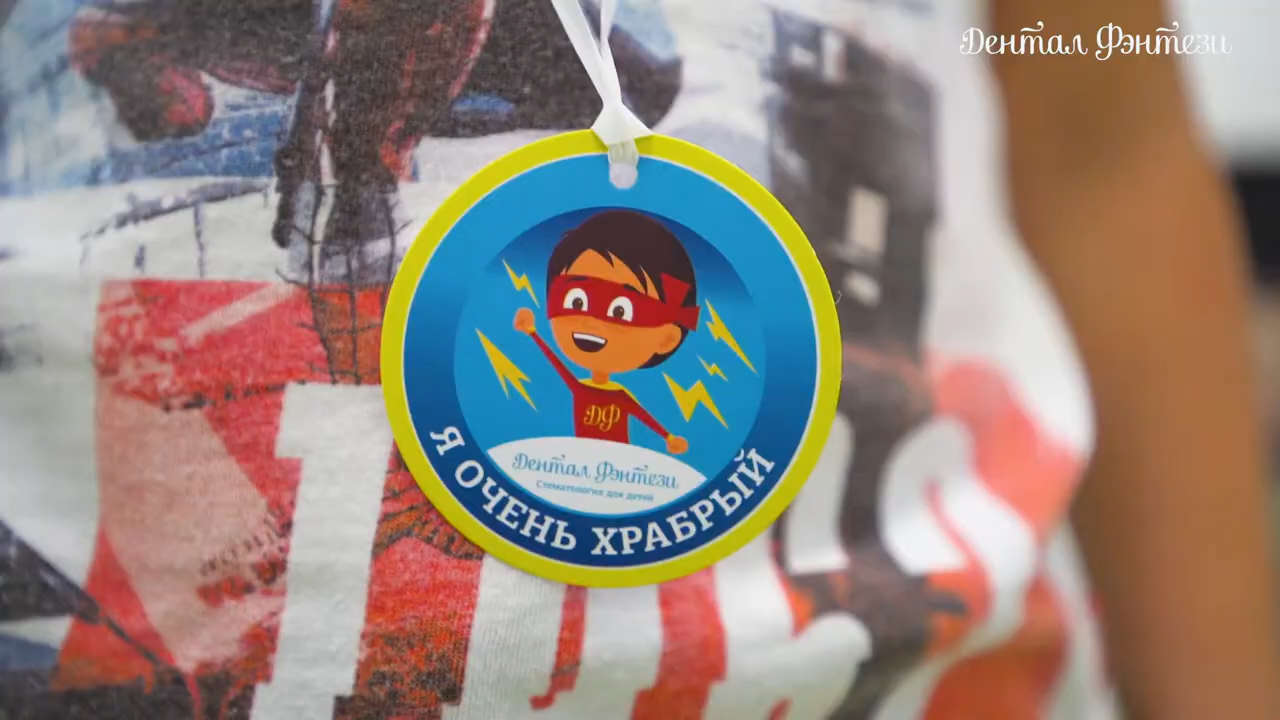 Дентал Фэнтези
ДФ
Дентал Фэнтези
Стоматология для детей
Я ОЧЕНЬ ХРАБРЫЙ